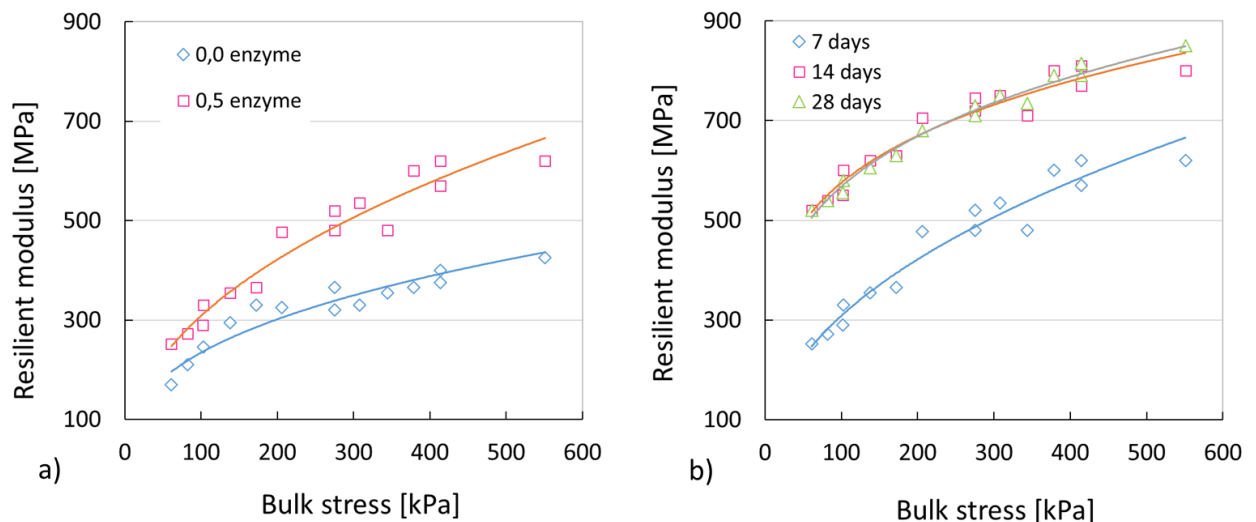 900
700
500
300
100
Resilient modulus [MPa]
0,0 enzyme
0,5 enzyme
0 100 200 300 400 500 600
a)
Bulk stress [kPa]
900
700
500
300
100
Resilient modulus [MPa]
7 days
14 days
28 days
0 100 200 300 400 500 600
b)
Bulk stress [kPa]